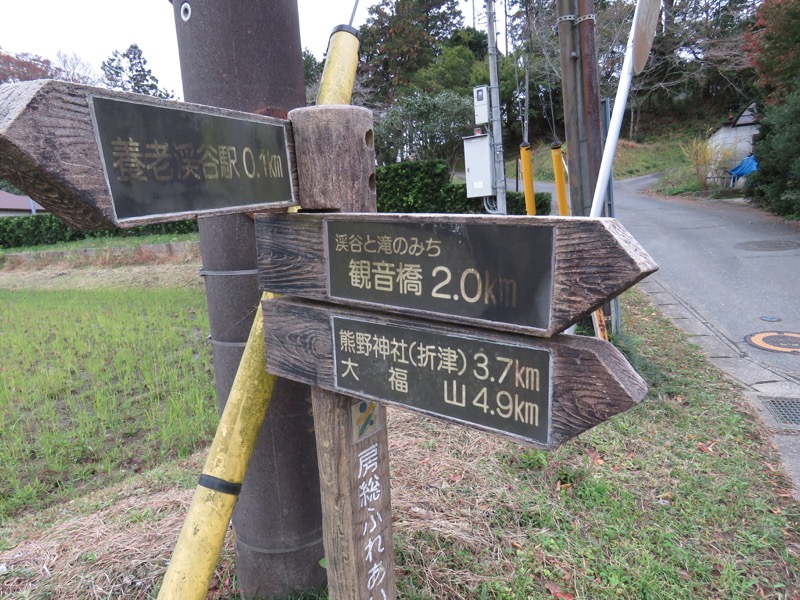 養老渓谷駅 0.1km
渓谷と滝のみち
観音橋 2.0km
熊野神社(折津) 3.7km
大福山 4.9km
房総ふれあい